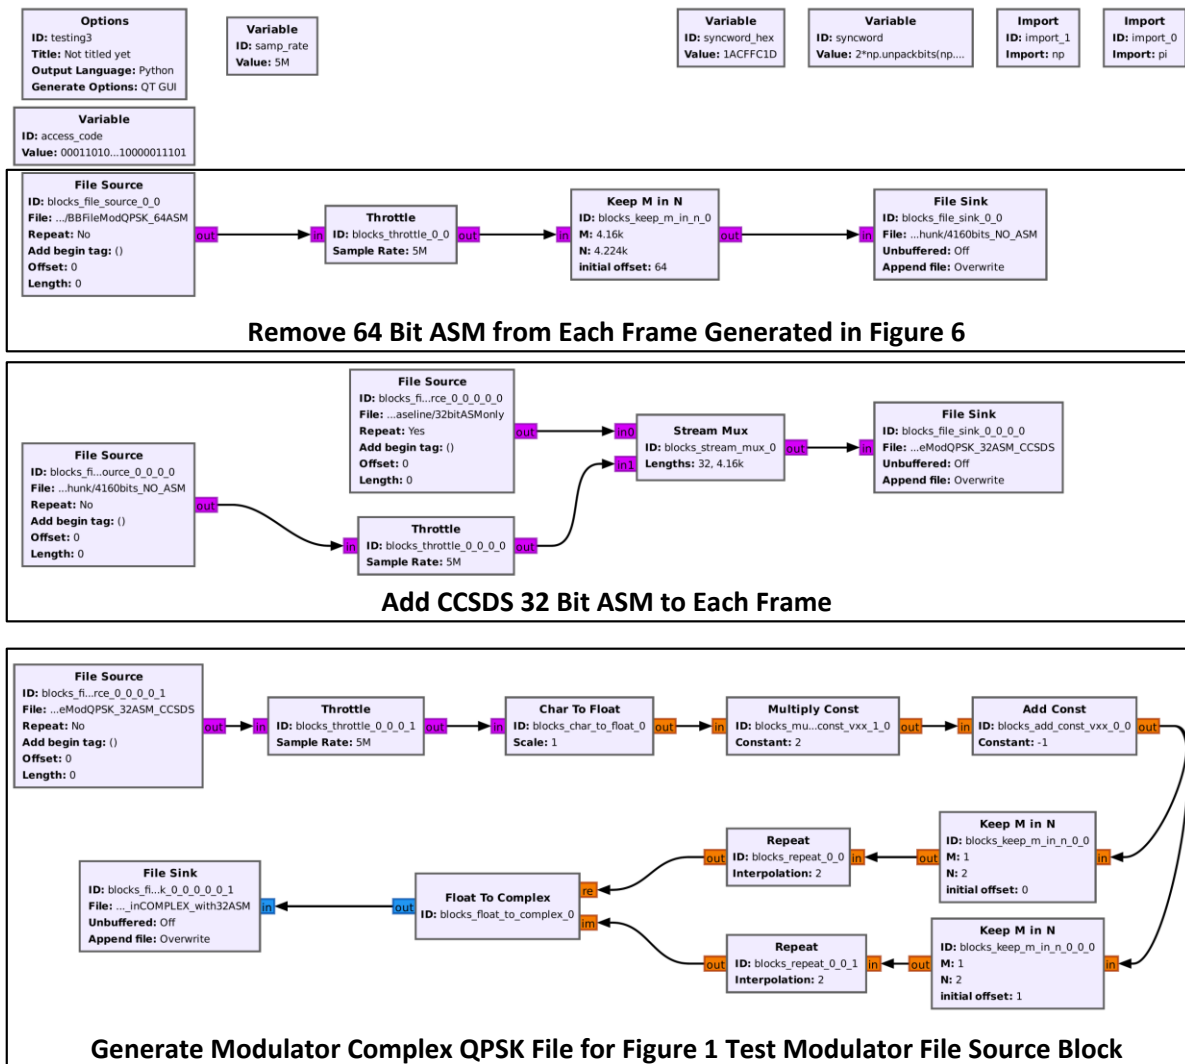 Options
ID: testing3
Title: Not titled yet
Output Language: Python
Generate Options: QT GUI
Variable
ID: samp_rate
Value: 5M
Variable
ID: syncword_hex
Value: 1ACFFC1D
Variable
ID: syncword
Value: 2*np.unpackbits(np....
Import
ID: import_1
Import: np
Import
ID: import_0
Import: pi
Variable
ID: access_code
Value: 00011010...10000011101
File Source
ID: blocks_file_source_0_0
File: .../BBFileModQPSK_64ASM
Repeat: No
Add begin tag: ()
Offset: 0
Length: 0
out
in
Throttle
ID: blocks_throttle_0_0
Sample Rate: 5M
out
in
Keep M in N
ID: blocks_keep_m_in_n_0
M: 4.16k
N: 4.224k
initial offset: 64
out
in
File Sink
ID: blocks_file_sink_0_0
File: ...hunk/4160bits_NO_ASM
Unbuffered: Off
Append file: Overwrite
Remove 64 Bit ASM from Each Frame Generated in Figure 6
File Source
ID: blocks_fi...rce_0_0_0_0_0
File: ...aseline/32bitASMonly
Repeat: Yes
Add begin tag: ()
Offset: 0
Length: 0
out
File Source
ID: blocks_fi...ource_0_0_0_0
File: ...hunk/4160bits_NO_ASM
Repeat: No
Add begin tag: ()
Offset: 0
Length: 0
out
in
Throttle
ID: blocks_throttle_0_0_0_0
Sample Rate: 5M
out
in0
in1
Stream Mux
ID: blocks_stream_mux_0
Lengths: 32, 4.16k
out
in
File Sink
ID: blocks_file_sink_0_0_0_0
File: ...eModQPSK_32ASM_CCSDS
Unbuffered: Off
Append file: Overwrite
Add CCSDS 32 Bit ASM to Each Frame
File Source
ID: blocks_fi...rce_0_0_0_0_1
File: ...eModQPSK_32ASM_CCSDS
Repeat: No
Add begin tag: ()
Offset: 0
Length: 0
out
in
Throttle
ID: blocks_throttle_0_0_0_1
Sample Rate: 5M
out
in
Char To Float
ID: blocks_char_to_float_0
Scale: 1
out
in
Multiply Const
ID: blocks_mu...const_vxx_1_0
Constant: 2
out
in
Add Const
ID: blocks_add_const_vxx_0_0
Constant: -1
out
Keep M in N
ID: blocks_keep_m_in_n_0_0
M: 1
N: 2
initial offset: 0
in
out
Repeat
ID: blocks_repeat_0_0
Interpolation: 2
in
out
Keep M in N
ID: blocks_keep_m_in_n_0_0_0
M: 1
N: 2
initial offset: 1
in
out
Repeat
ID: blocks_repeat_0_0_1
Interpolation: 2
in
out
re
im
Float To Complex
ID: blocks_float_to_complex_0
out
in
File Sink
ID: blocks_fi...k_0_0_0_0_0_1
File: ..._inCOMPLEX_with32ASM
Unbuffered: Off
Append file: Overwrite
Generate Modulator Complex QPSK File for Figure 1 Test Modulator File Source Block